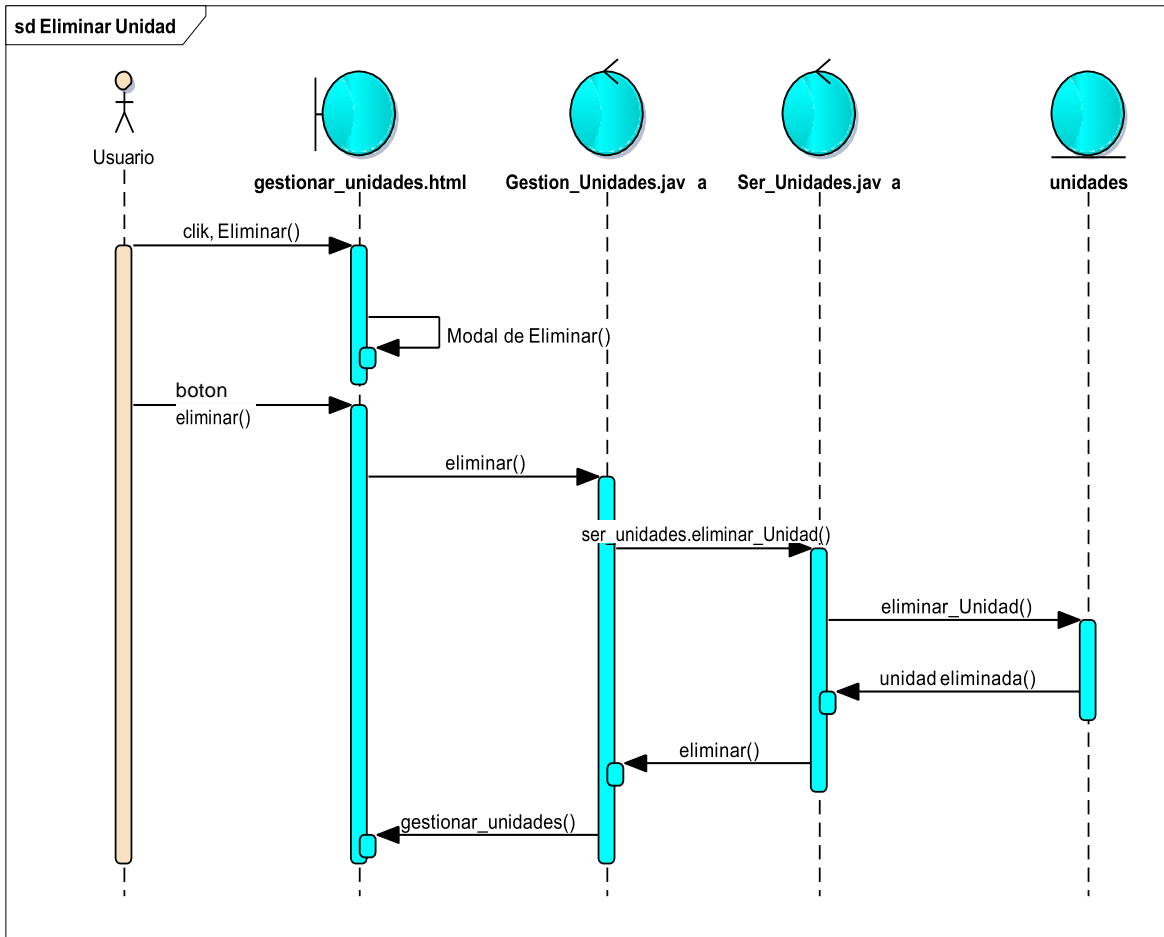 sd Eliminar Unidad
Usuario
gestionar_unidades.html
Gestion_Unidades.jav a
Ser_Unidades.jav a
unidades
clik, Eliminar()
Modal de Eliminar()
boton
eliminar()
eliminar()
ser_unidades.eliminar_Unidad()
eliminar_Unidad()
unidad eliminada()
eliminar()
gestionar_unidades()